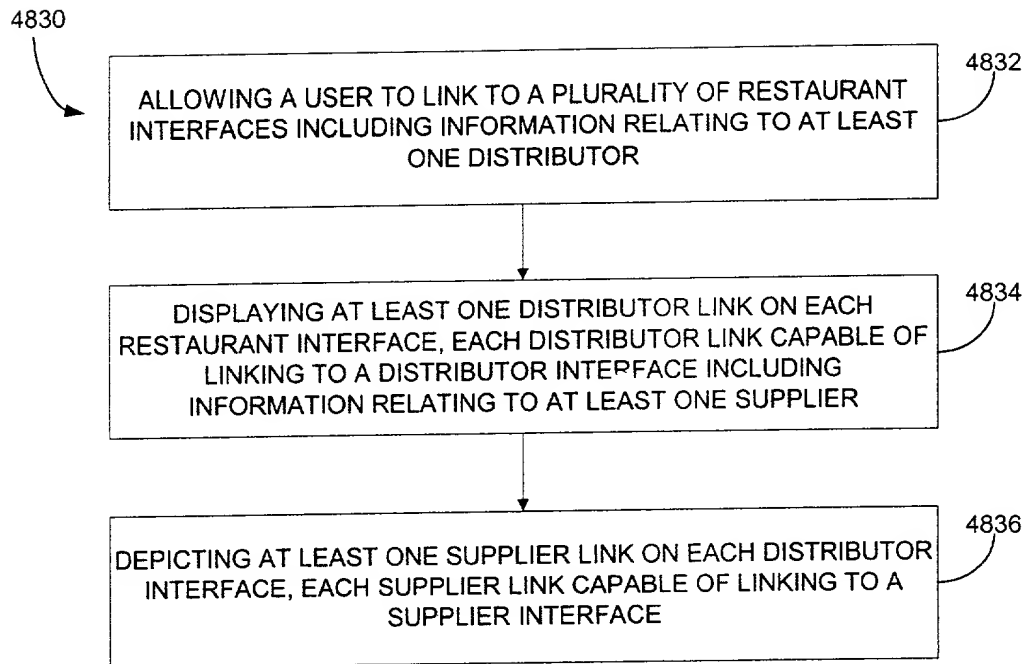 4830
4832
ALLOWING A USER TO LINK TO A PLURALITY OF RESTAURANT
INTERFACES INCLUDING INFORMATION RELATING TO AT LEAST
ONE DISTRIBUTOR
4834
DISPLAYING AT LEAST ONE DISTRIBUTOR LINK ON EACH
RESTAURANT INTERFACE, EACH DISTRIBUTOR LINK CAPABLE OF
LINKING TO A DISTRIBUTOR INTERFACE INCLUDING
INFORMATION RELATING TO AT LEAST ONE SUPPLIER
4836
DEPICTING AT LEAST ONE SUPPLIER LINK ON EACH DISTRIBUTOR
INTERFACE, EACH SUPPLIER LINK CAPABLE OF LINKING TO A
SUPPLIER INTERFACE